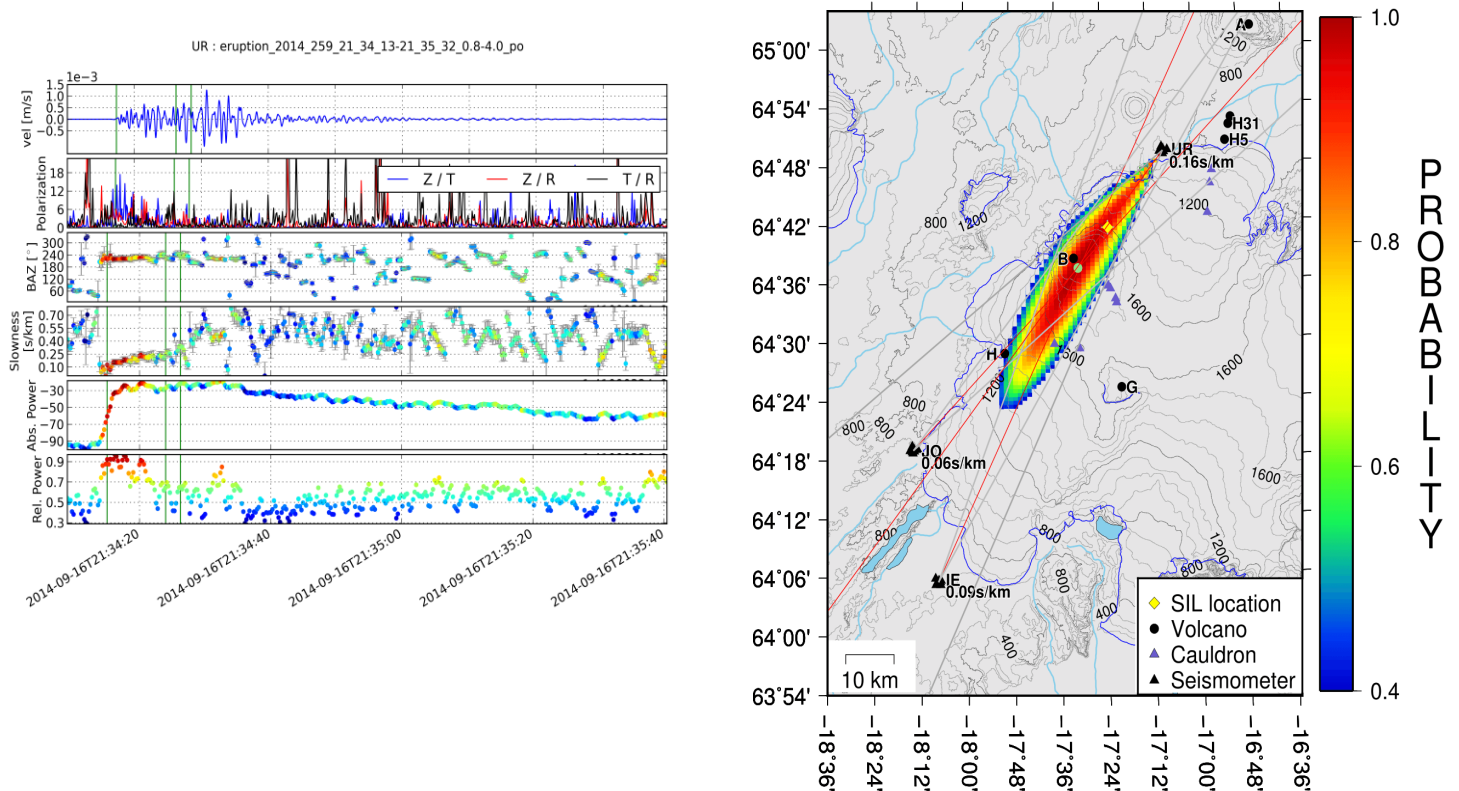 UR : eruption_2014_259_21_34_13-21_35_32_0.8-4.0_po
1e−3
vel [m/s]
1.5
1.0
0.5
0.0
−0.5
Polarization
18
12
6
0
Z / T
Z / R
T / R
BAZ [°]
300
240
180
120
60
Slowness
[s/km]
0.70
0.55
0.40
0.25
0.10
Abs. Power
−30
−50
−70
−90
Rel. Power
0.9
0.7
0.5
0.3
2014-09-16T21:34:20
2014-09-16T21:34:40
2014-09-16T21:35:00
2014-09-16T21:35:20
2014-09-16T21:35:40
65˚00'
64˚54'
64˚48'
64˚42'
64˚36'
64˚30'
64˚24'
64˚18'
64˚12'
64˚06'
64˚00'
63˚54'
A
1200
800
H31
H5
UR
0.16s/km
1200
800
1200
B
1600
H
1200
1600
G
800
800
800
JO
0.06s/km
1600
800
800
1200
800
JE
0.09s/km
800
400
400
SIL location
Volcano
Cauldron
Seismometer
10 km
−18˚36'
−18˚24'
−18˚12'
−18˚00'
−17˚48'
−17˚36'
−17˚24'
−17˚12'
−17˚00'
−16˚48'
−16˚36'
1.0
0.8
0.6
0.4
PROBABILITY